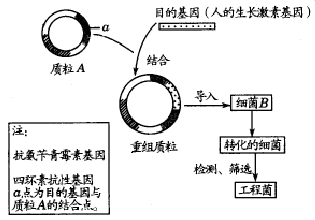 目的基因（人的生长激素基因）
a
质粒A
结合
导入
细菌B
重组质粒
转化的细菌
检测、筛选
工程菌
注：
抗氨苄青霉素基因
四环素抗性基因
a点为目的基因与
质粒A的结合点。